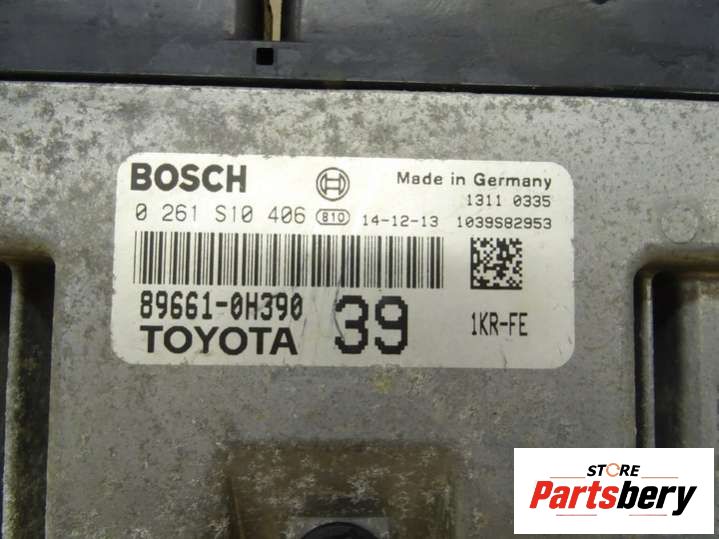 BOSCH Made in Germany
1311 0335
0 261 S10 406 B10 14-12-13 1039S82953
89661-0H390
TOYOTA 39 1KR-FE
STORE
Partsbery